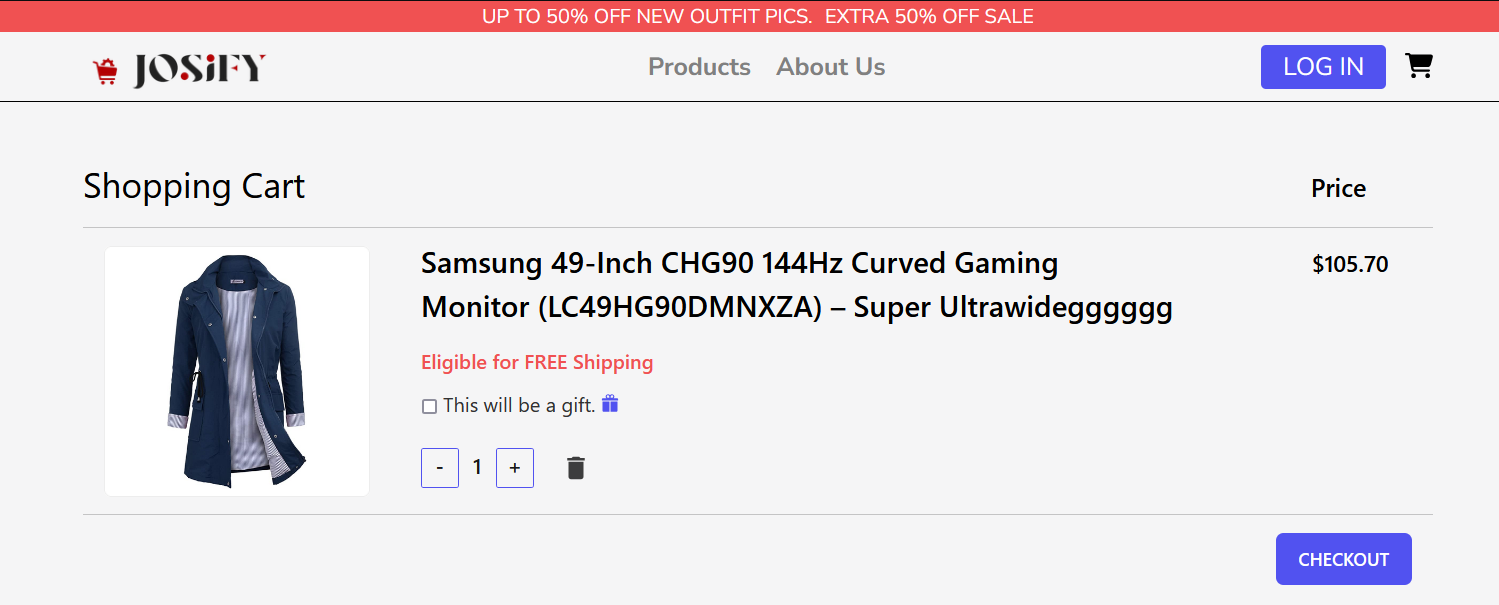 UP TO 50% OFF NEW OUTFIT PICS.  EXTRA 50% OFF SALE
JOSiFY
Products
About Us
LOG IN
Shopping Cart
Price
Samsung 49-Inch CHG90 144Hz Curved Gaming
Monitor (LC49HG90DMNXZA) – Super Ultrawidegggggg
$105.70
Eligible for FREE Shipping
This will be a gift.
- 1 +
CHECKOUT